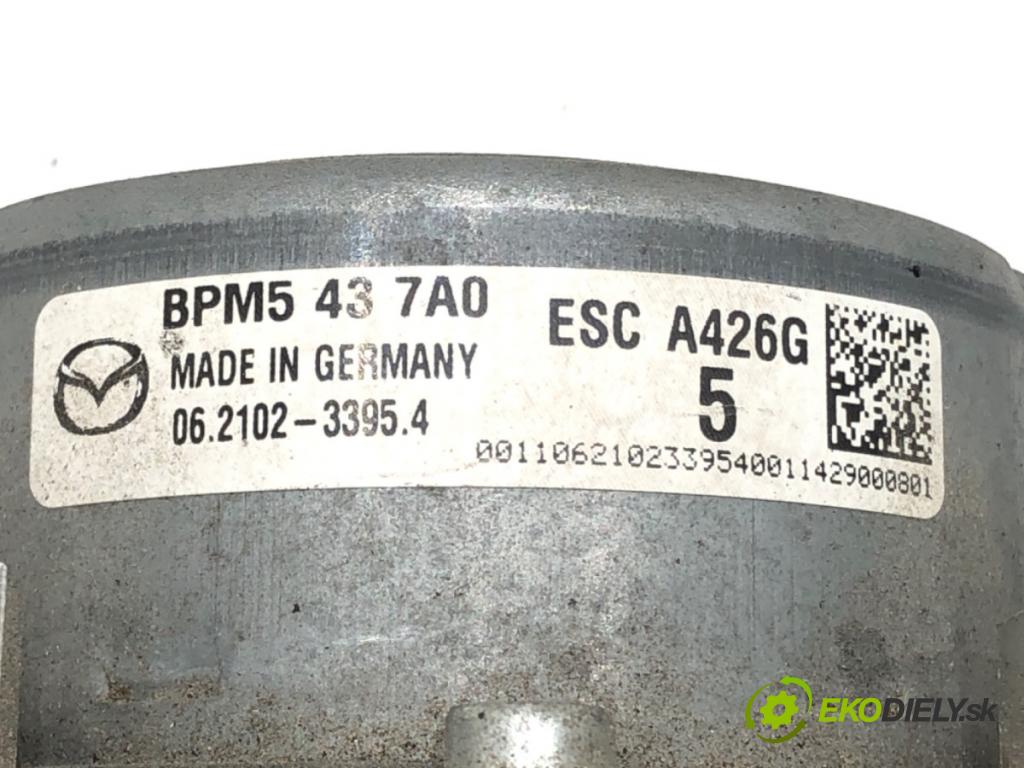 BPM5 43 7A0
MADE IN GERMANY
06.2102-3395.4
ESC A426G
5
0011062102339540011429000801
EKODIELY.sk